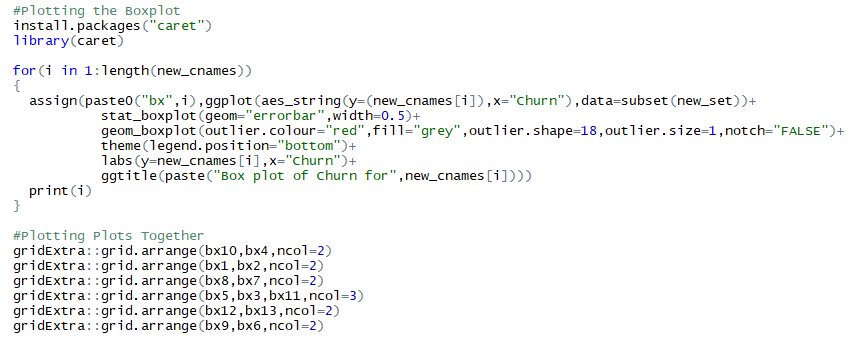 #Plotting the Boxplot
install.packages("caret")
library(caret)
for(i in 1:length(new_cnames))
{
assign(paste0("bx",i),ggplot(aes_string(y=(new_cnames[i]),x="Churn"),data=subset(new_set))+
stat_boxplot(geom="errorbar",width=0.5)+
geom_boxplot(outlier.colour="red",fill="grey",outlier.shape=18,outlier.size=1,notch="FALSE")+
theme(legend.position="bottom")+
labs(y=new_cnames[i],x="Churn")+
ggtitle(paste("Box plot of Churn for",new_cnames[i])))
print(i)
}
#Plotting Plots Together
gridExtra::grid.arrange(bx10,bx4,ncol=2)
gridExtra::grid.arrange(bx1,bx2,ncol=2)
gridExtra::grid.arrange(bx8,bx7,ncol=2)
gridExtra::grid.arrange(bx5,bx3,bx11,ncol=3)
gridExtra::grid.arrange(bx12,bx13,ncol=2)
gridExtra::grid.arrange(bx9,bx6,ncol=2)